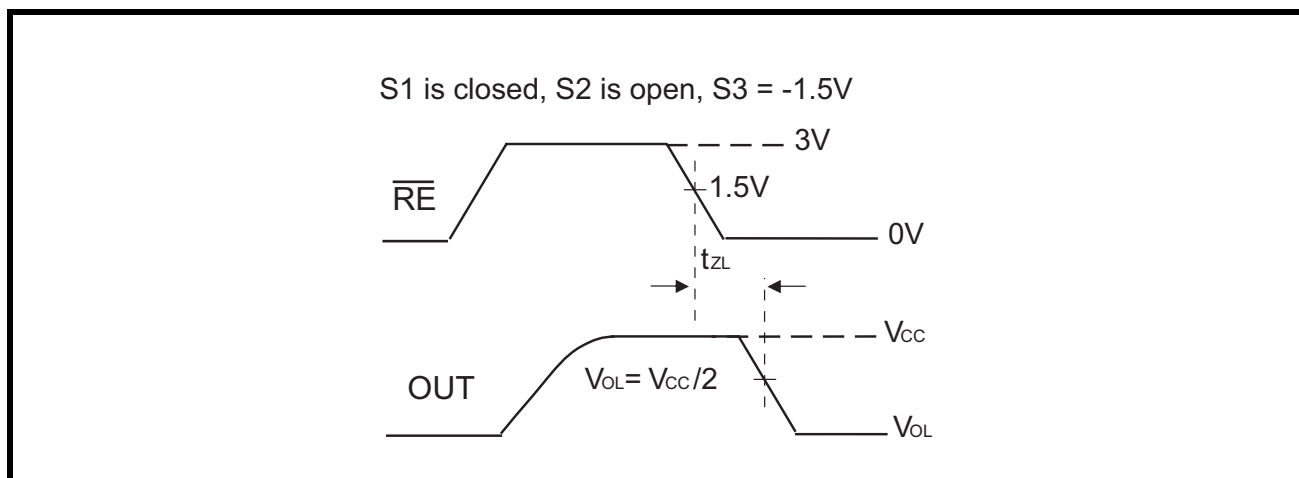 S1 is closed, S2 is open, S3 = -1.5V
3V
RE
1.5V
0V
tZL
VCC
VOL= VCC/2
OUT
VOL